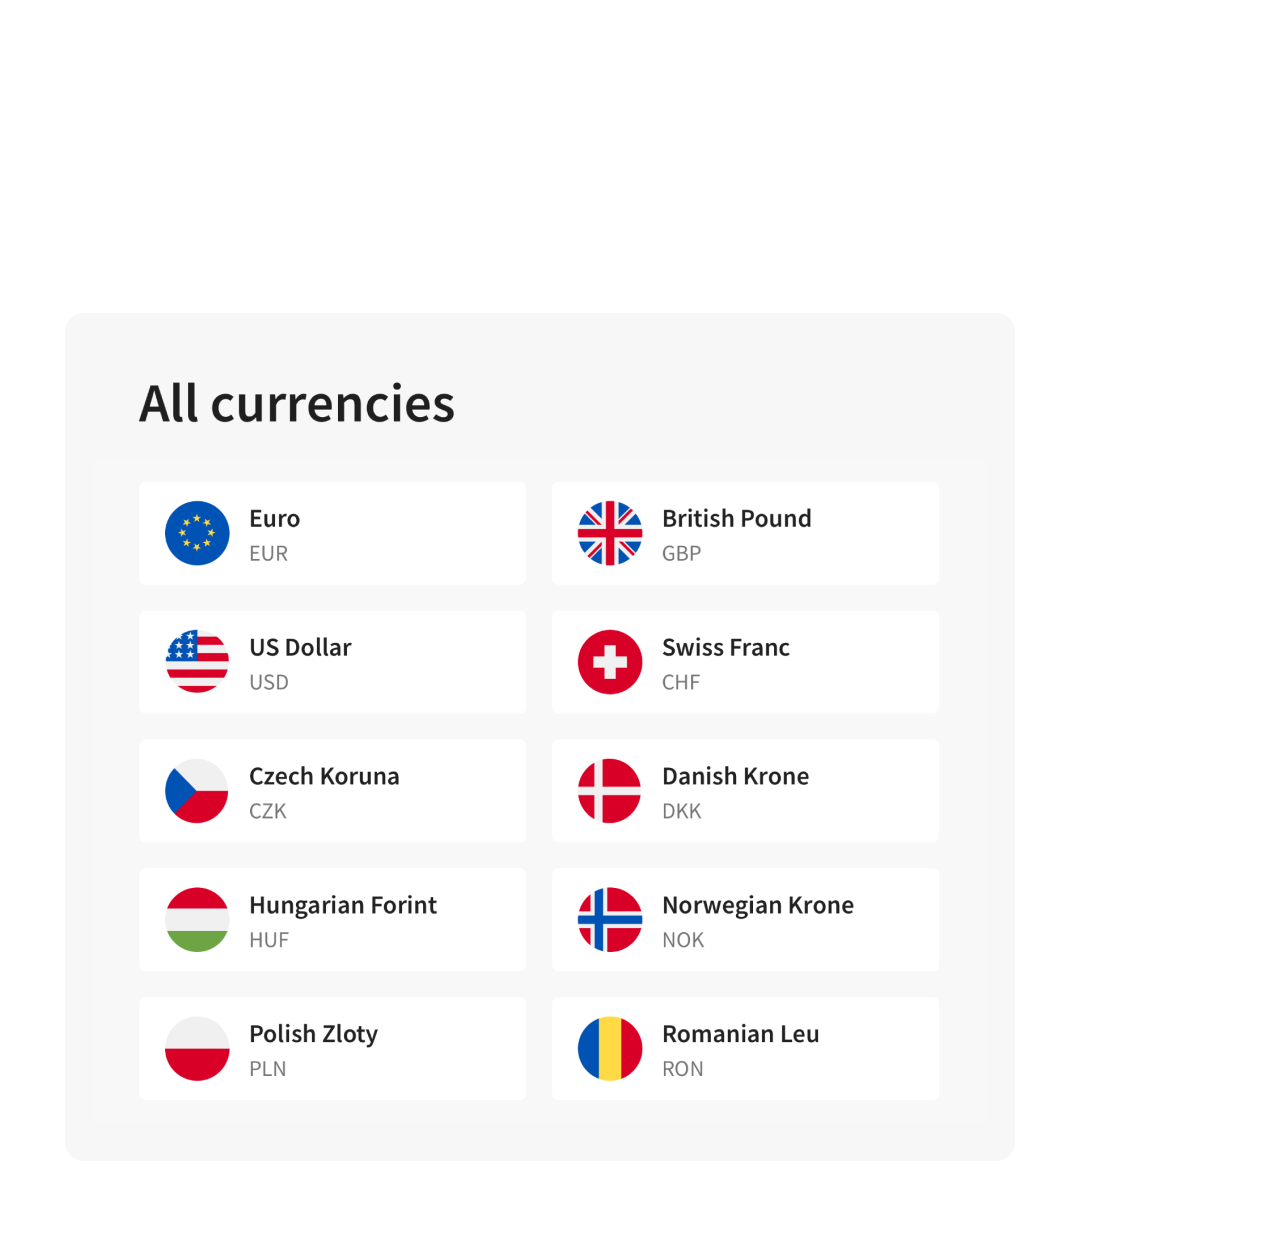 All currencies
Euro
EUR
British Pound
GBP
US Dollar
USD
Swiss Franc
CHF
Czech Koruna
CZK
Danish Krone
DKK
Hungarian Forint
HUF
Norwegian Krone
NOK
Polish Zloty
PLN
Romanian Leu
RON